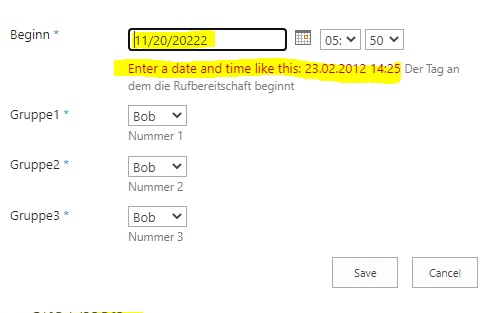 Beginn *
11/20/20222
05:
50
Enter a date and time like this: 23.02.2012 14:25 Der Tag an
dem die Rufbereitschaft beginnt
Gruppe1 *
Bob
Nummer 1
Gruppe2 *
Bob
Nummer 2
Gruppe3 *
Bob
Nummer 3
Save
Cancel